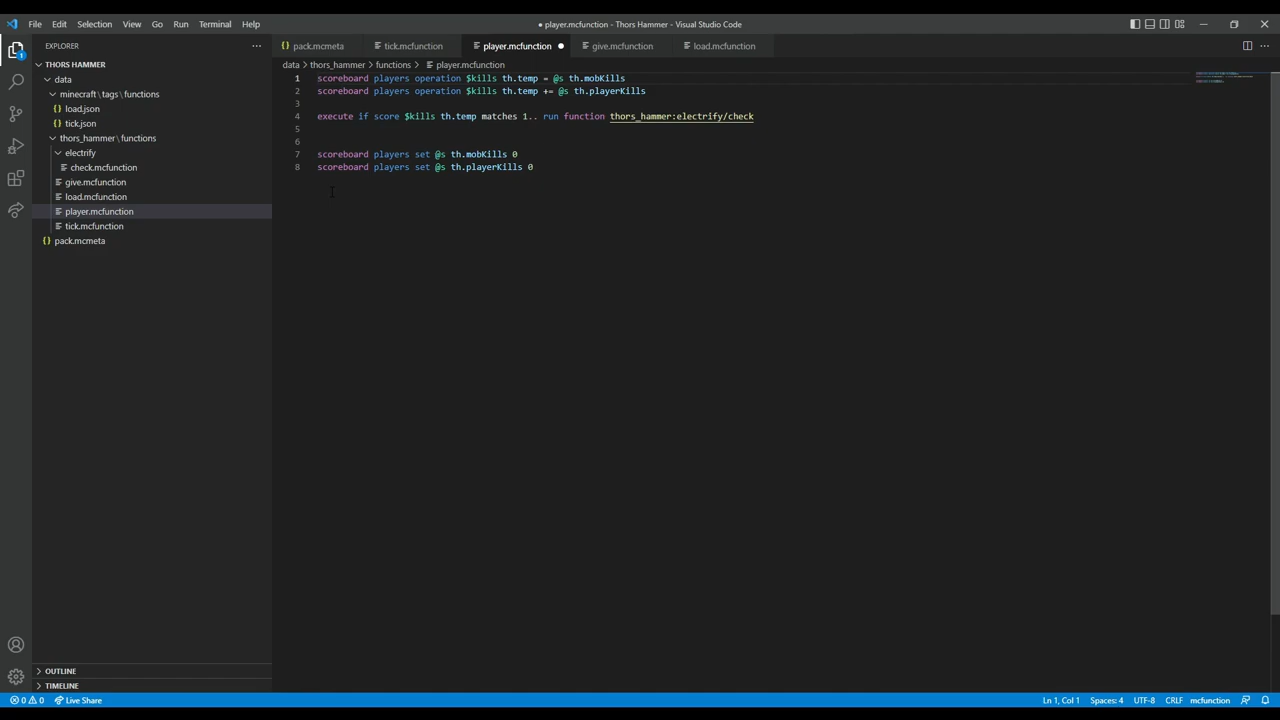 File Edit Selection View Go Run Terminal Help
● player.mcfunction - Thors Hammer - Visual Studio Code
EXPLORER
pack.mcmeta
tick.mcfunction
player.mcfunction
give.mcfunction
load.mcfunction
THORS HAMMER
data
minecraft\tags\functions
load.json
tick.json
thors_hammer\functions
electrify
check.mcfunction
give.mcfunction
load.mcfunction
player.mcfunction
tick.mcfunction
pack.mcmeta
data > thors_hammer > functions > player.mcfunction
1 scoreboard players operation $kills th.temp = @s th.mobKills
2 scoreboard players operation $kills th.temp += @s th.playerKills
3
4 execute if score $kills th.temp matches 1.. run function thors_hammer:electrify/check
5
6
7 scoreboard players set @s th.mobKills 0
8 scoreboard players set @s th.playerKills 0
1
OUTLINE
TIMELINE
0 0 Live Share
Ln 1, Col 1 Spaces: 4 UTF-8 CRLF mcfunction